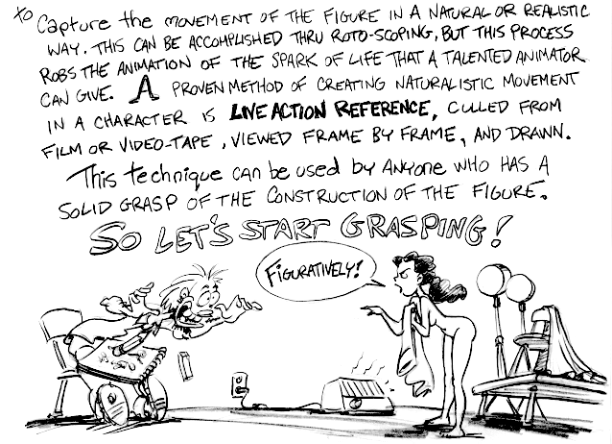 to Capture the MOVEMENT OF THE FIGURE IN A NATURAL OR REALISTIC
WAY. THIS CAN BE ACCOMPLISHED THRU ROTO-SCOPING, BUT THIS PROCESS
ROBS THE ANIMATION OF THE SPARK OF LIFE THAT A TALENTED ANIMATOR
CAN GIVE. A PROVEN METHOD OF CREATING NATURALISTIC MOVEMENT
IN A CHARACTER IS LIVE ACTION REFERENCE, CULLED FROM
FILM OR VIDEO-TAPE, VIEWED FRAME BY FRAME, AND DRAWN.
This technique can be used by ANYONE WHO HAS A
SOLID GRASP OF THE CONSTRUCTION OF THE FIGURE.
SO LET'S START GRASPING!
FIGURATIVELY!